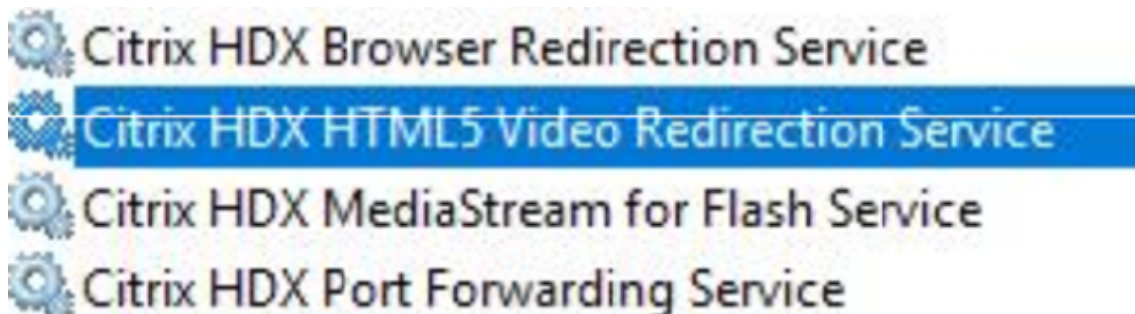 Citrix HDX Browser Redirection Service
Citrix HDX HTML5 Video Redirection Service
Citrix HDX MediaStream for Flash Service
Citrix HDX Port Forwarding Service